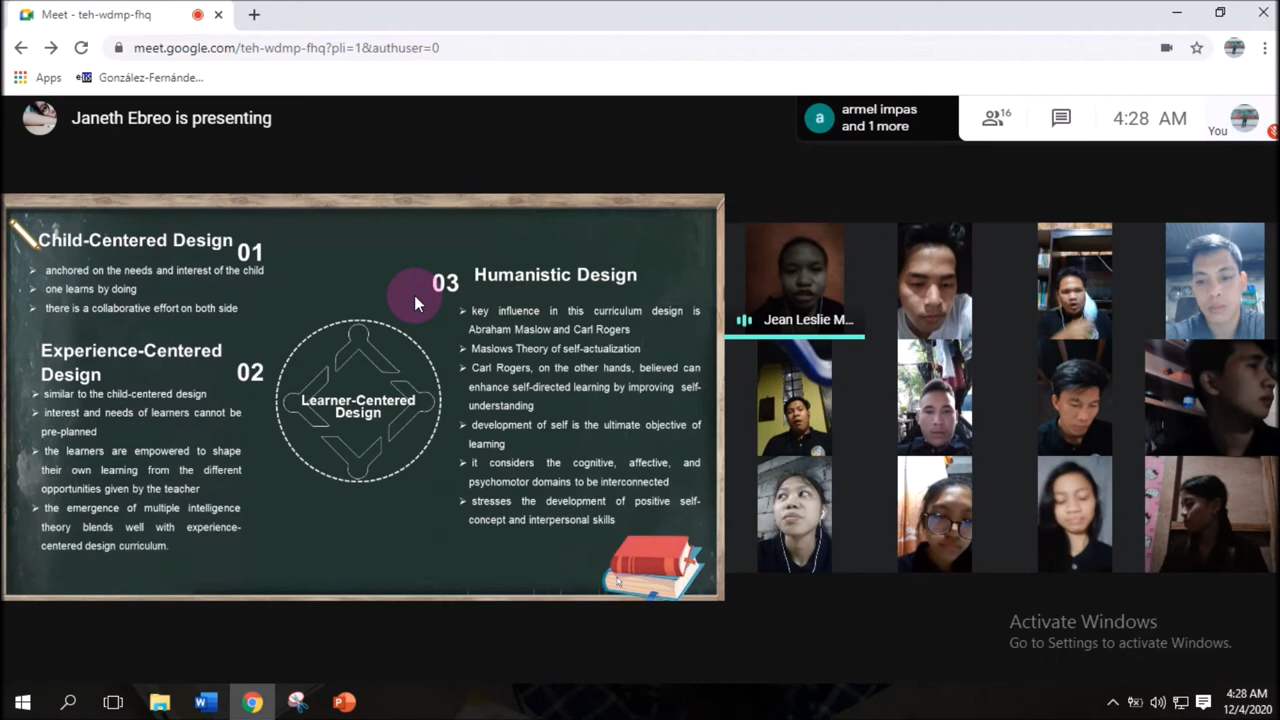 Meet - teh-wdmp-fhq
meet.google.com/teh-wdmp-fhq?pli=1&authuser=0
Apps
González-Fernánde...
Janeth Ebreo is presenting
a
armel impas
and 1 more
16
4:28 AM
You
Child-Centered Design
01
anchored on the needs and interest of the child
one learns by doing
there is a collaborative effort on both side
Experience-Centered
Design
02
similar to the child-centered design
interest and needs of learners cannot be
pre-planned
the learners are empowered to shape
their own learning from the different
opportunities given by the teacher
the emergence of multiple intelligence
theory blends well with experience-
centered design curriculum.
Learner-Centered
Design
03
Humanistic Design
key influence in this curriculum design is
Abraham Maslow and Carl Rogers
Maslows Theory of self-actualization
Carl Rogers, on the other hands, believed can
enhance self-directed learning by improving self-
understanding
development of self is the ultimate objective of
learning
it considers the cognitive, affective, and
psychomotor domains to be interconnected
stresses the development of positive self-
concept and interpersonal skills
Jean Leslie M...
Activate Windows
Go to Settings to activate Windows.
4:28 AM
12/4/2020